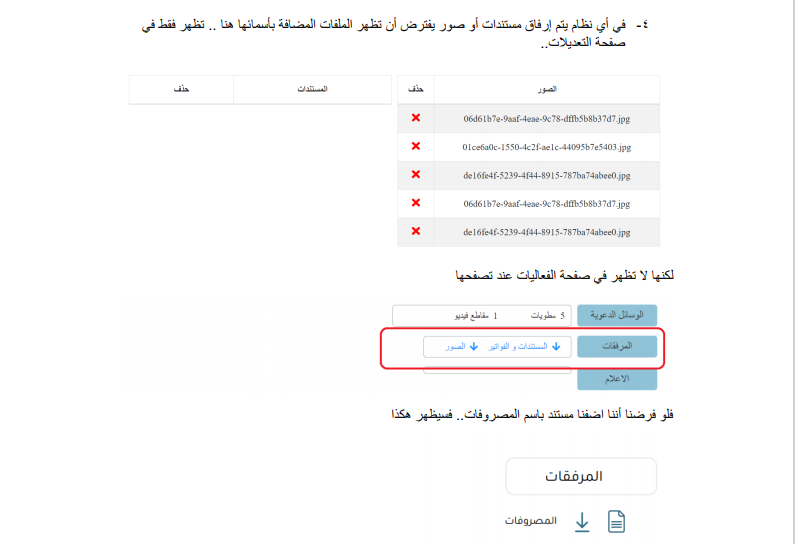 ٤- في أي نظام يتم إرفاق مستندات أو صور يفترض أن تظهر الملفات المضافة بأسمائها هنا .. تظهر فقط في
صفحة التعديلات..
الصور حذف المستندات حذف
06d61b7e-9aaf-4eae-9c78-dffb5b8b37d7.jpg
01ce6a0c-1550-4c2f-ae1c-44095b7e5403.jpg
de16fe4f-5239-4f44-8915-787ba74abee0.jpg
06d61b7e-9aaf-4eae-9c78-dffb5b8b37d7.jpg
de16fe4f-5239-4f44-8915-787ba74abee0.jpg
لكنها لا تظهر في صفحة الفعاليات عند تصفحها
الوسائل الدعوية 5 مطويات 1 مقاطع فيديو
المرفقات المستندات و الفواتير الصور
الاعلام
فلو فرضنا أننا اضفنا مستند باسم المصروفات.. فسيظهر هكذا
المرفقات
المصروفات